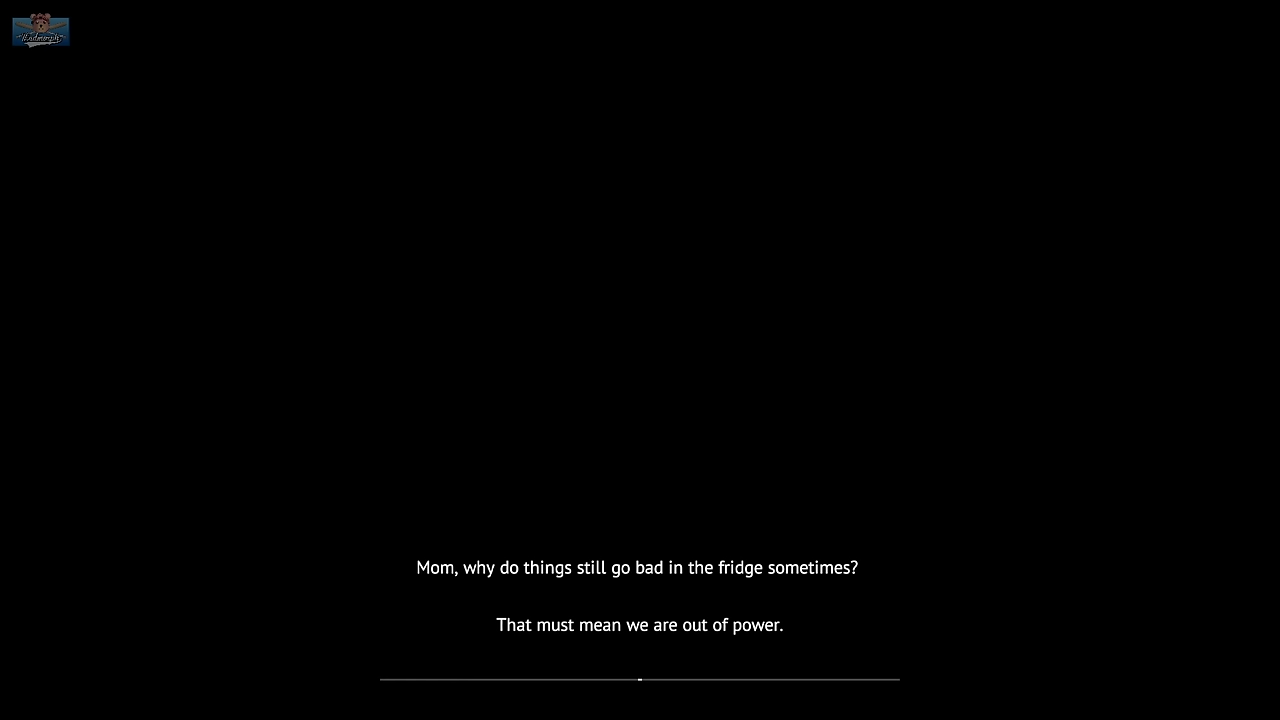 Mom, why do things still go bad in the fridge sometimes?
That must mean we are out of power.